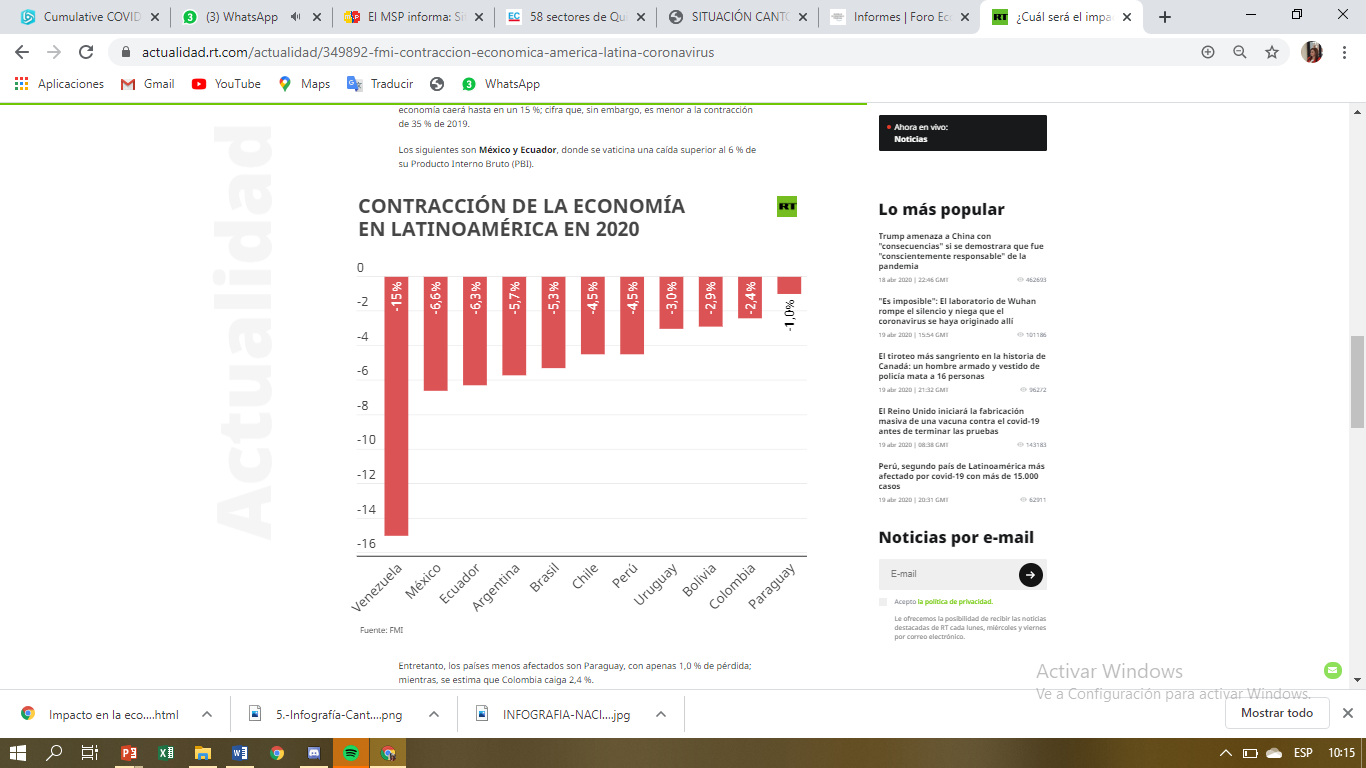 Cumulative COVID
(3) WhatsApp
El MSP informa: Sit
58 sectores de Qui
SITUACIÓN CANTO
Informes | Foro Eco
¿Cuál será el impa
actualidad.rt.com/actualidad/349892-fmi-contraccion-economica-america-latina-coronavirus
Aplicaciones
Gmail
YouTube
Maps
Traducir
WhatsApp
Actualidad
economía caerá hasta en un 15 %; cifra que, sin embargo, es menor a la contracción
de 35 % de 2019.
Los siguientes son México y Ecuador, donde se vaticina una caída superior al 6 % de
su Producto Interno Bruto (PBI).
CONTRACCIÓN DE LA ECONOMÍA
EN LATINOAMÉRICA EN 2020
RT
0
-2
-4
-6
-8
-10
-12
-14
-16
-15%
-6,6%
-6,3%
-5,7%
-5,3%
-4,5%
-4,5%
-3,0%
-2,9%
-2,4%
-1,0%
Venezuela
México
Ecuador
Argentina
Brasil
Chile
Perú
Uruguay
Bolivia
Colombia
Paraguay
Fuente: FMI
Entretanto, los países menos afectados son Paraguay, con apenas 1,0 % de pérdida;
mientras, se estima que Colombia caiga 2,4 %.
Ahora en vivo:
Noticias
Lo más popular
Trump amenaza a China con
"consecuencias" si se demostrara que fue
"conscientemente responsable" de la
pandemia
18 abr 2020 | 22:46 GMT 462693
"Es imposible": El laboratorio de Wuhan
rompe el silencio y niega que el
coronavirus se haya originado allí
19 abr 2020 | 15:54 GMT 101186
El tiroteo más sangriento en la historia de
Canadá: un hombre armado y vestido de
policía mata a 16 personas
19 abr 2020 | 21:32 GMT 96272
El Reino Unido iniciará la fabricación
masiva de una vacuna contra el covid-19
antes de terminar las pruebas
19 abr 2020 | 08:38 GMT 143183
Perú, segundo país de Latinoamérica más
afectado por covid-19 con más de 15.000
casos
19 abr 2020 | 20:31 GMT 62911
Noticias por e-mail
E-mail
Acepto la política de privacidad.
Le ofrecemos la posibilidad de recibir las noticias
destacadas de RT cada lunes, miércoles y viernes
por correo electrónico.
Activar Windows
Ve a Configuración para activar Windows.
Impacto en la eco....html
5.-Infografía-Cant....png
INFOGRAFIA-NACI....jpg
Mostrar todo
ESP
10:15